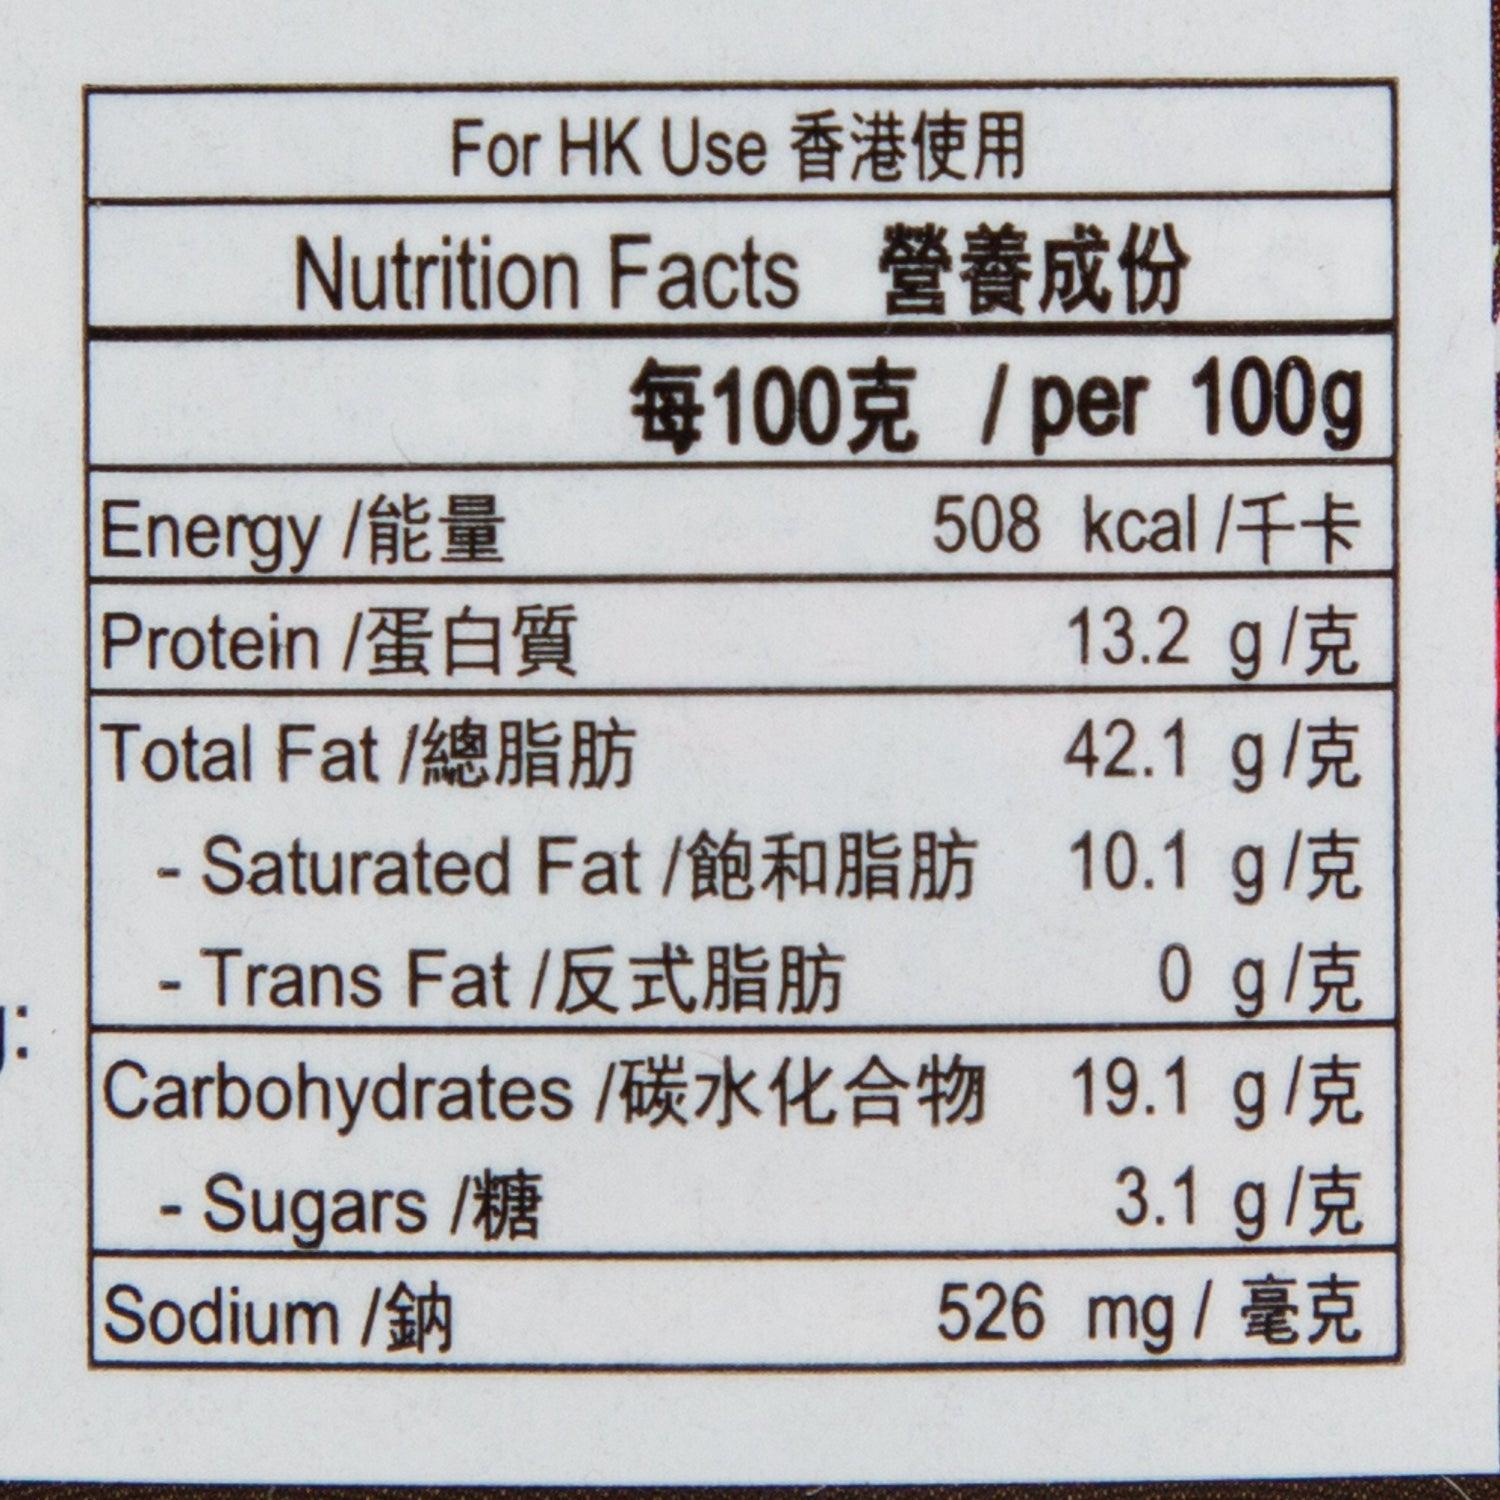 For HK Use 香港使用
Nutrition Facts 營養成份
每100克 / per 100g
Energy /能量 508 kcal /千卡
Protein /蛋白質 13.2 g /克
Total Fat /總脂肪 42.1 g /克
- Saturated Fat /飽和脂肪 10.1 g /克
- Trans Fat /反式脂肪 0 g /克
Carbohydrates /碳水化合物 19.1 g /克
- Sugars /糖 3.1 g /克
Sodium /鈉 526 mg / 毫克